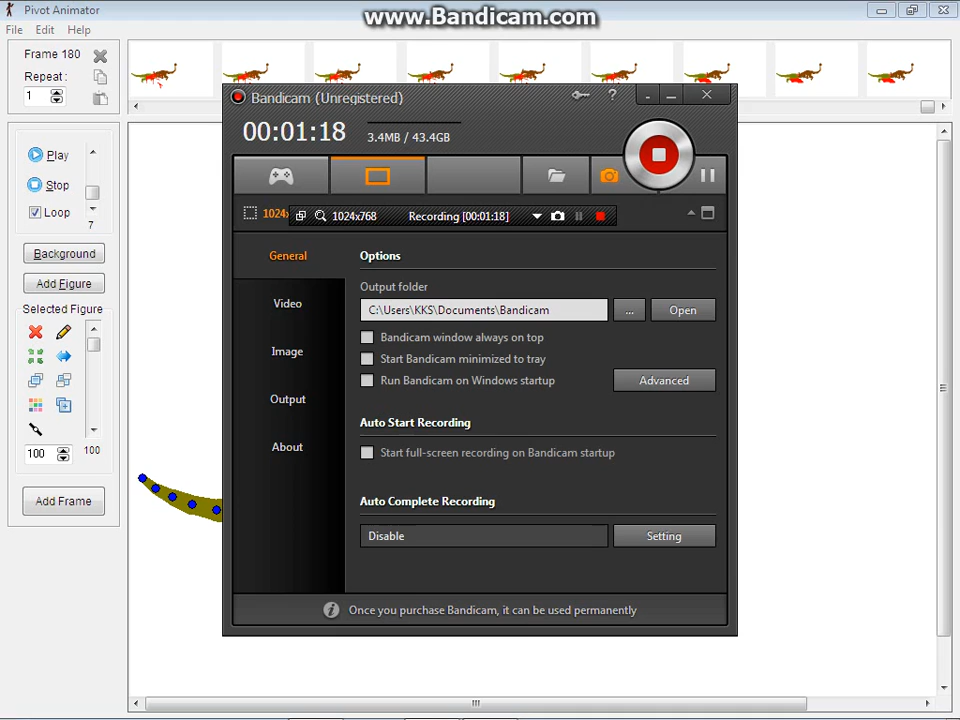 Pivot Animator
www.Bandicam.com
File Edit Help
Frame 180
Repeat :
1
Play
Stop
Loop
7
Background
Add Figure
Selected Figure
100
100
Add Frame
Bandicam (Unregistered)
?
00:01:18
3.4MB / 43.4GB
1024x
1024x768
Recording [00:01:18]
General
Video
Image
Output
About
Options
Output folder
C:\Users\KKS\Documents\Bandicam
...
Open
Bandicam window always on top
Start Bandicam minimized to tray
Run Bandicam on Windows startup
Advanced
Auto Start Recording
Start full-screen recording on Bandicam startup
Auto Complete Recording
Disable
Setting
Once you purchase Bandicam, it can be used permanently